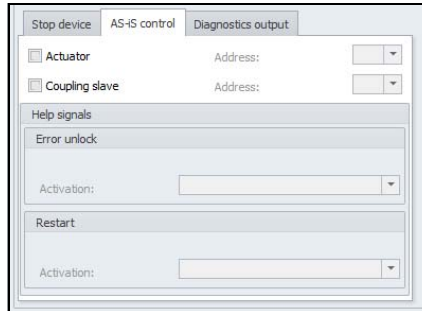 Stop device AS-iS control Diagnostics output
Actuator Address:
Coupling slave Address:
Help signals
Error unlock
Activation:
Restart
Activation: